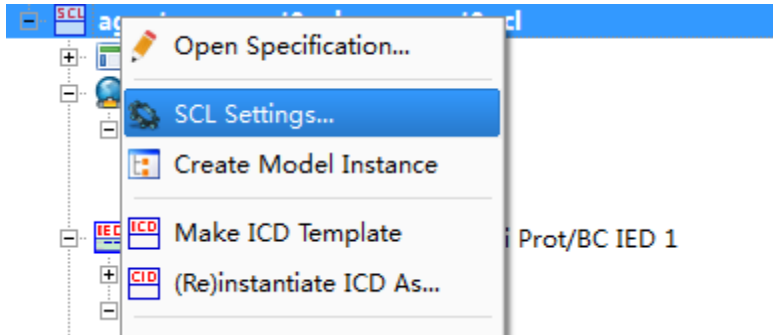 SCL
Open Specification...
SCL Settings...
Create Model Instance
IED
ICD Make ICD Template
Prot/BC IED 1
CID (Re)instantiate ICD As...